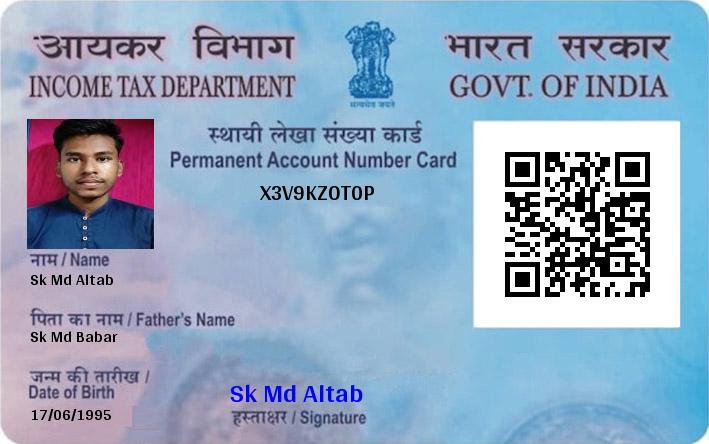 आयकर विभाग
INCOME TAX DEPARTMENT
सत्यमेव जयते
भारत सरकार
GOVT. OF INDIA
स्थायी लेखा संख्या कार्ड
Permanent Account Number Card
X3V9KZOT0P
नाम / Name
Sk Md Altab
पिता का नाम / Father's Name
Sk Md Babar
जन्म की तारीख /
Date of Birth
17/06/1995
Sk Md Altab
हस्ताक्षर / Signature